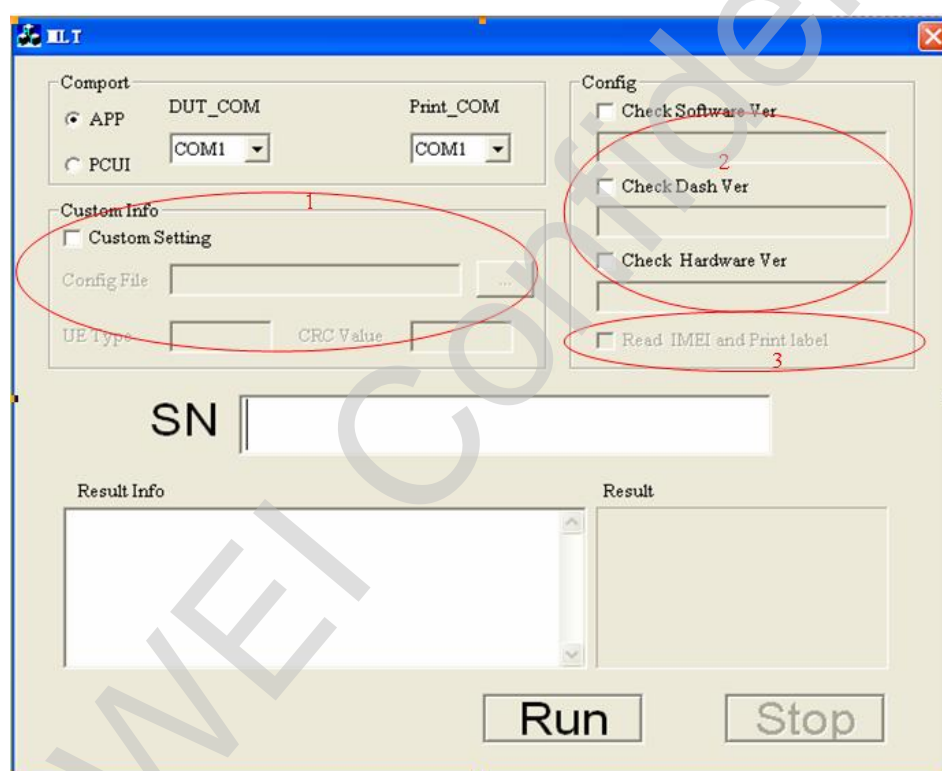 MLT
Comport
APP
PCUI
DUT_COM
COM1
Print_COM
COM1
Config
Check Software Ver
2
Check Dash Ver
Check Hardware Ver
Read IMEI and Print label
3
1
Custom Info
Custom Setting
Config File
...
UE Type
CRC Value
SN
Result Info
Result
Run
Stop
WEI Confiden